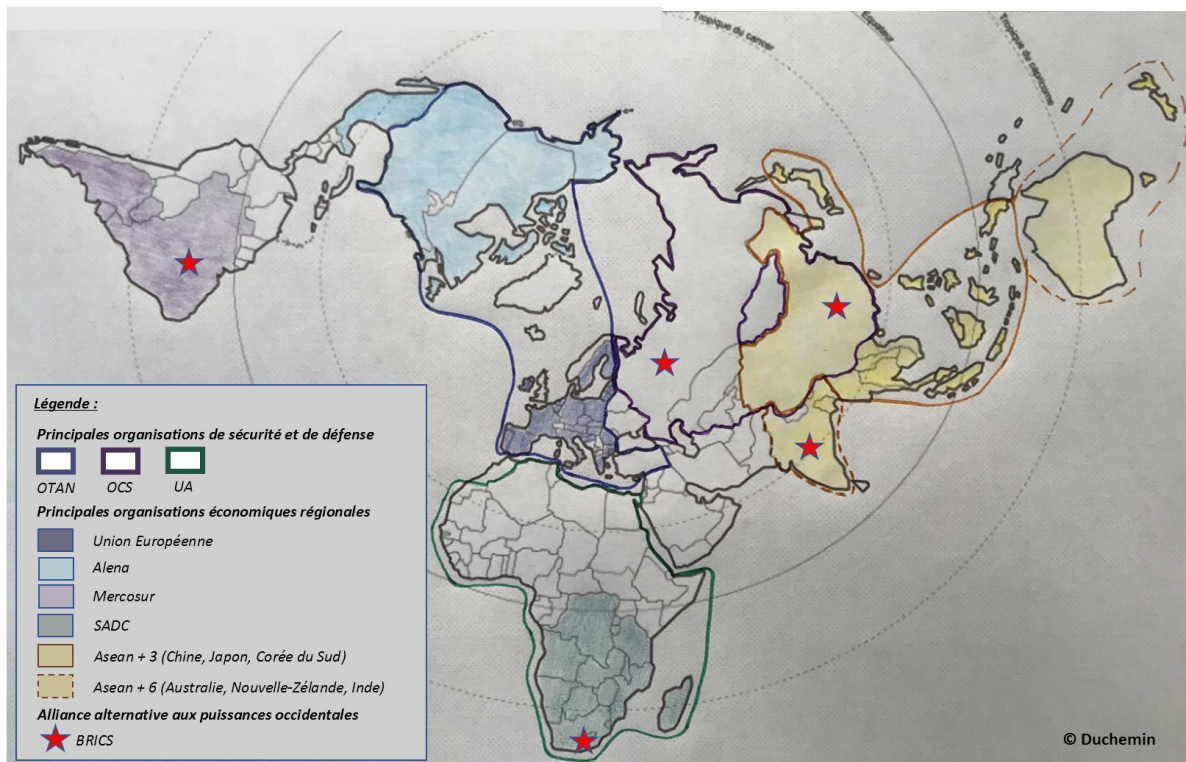 Tropique du cancer
Équateur
Tropique du capricorne
Légende :
Principales organisations de sécurité et de défense
OTAN OCS UA
Principales organisations économiques régionales
Union Européenne
Alena
Mercosur
SADC
Asean + 3 (Chine, Japon, Corée du Sud)
Asean + 6 (Australie, Nouvelle-Zélande, Inde)
Alliance alternative aux puissances occidentales
BRICS
© Duchemin